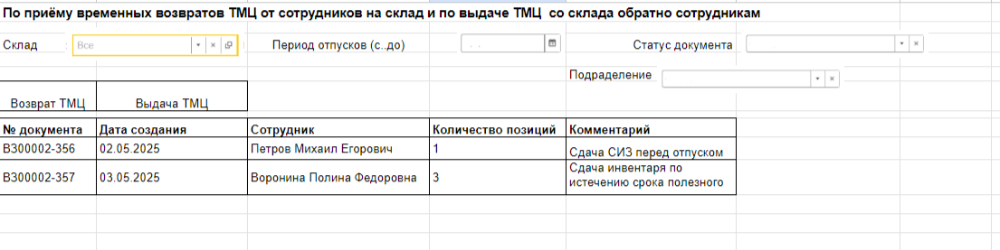 По приёму временных возвратов ТМЦ от сотрудников на склад и по выдаче ТМЦ со склада обратно сотрудникам
Склад Все Период отпусков (с..до) Статус документа
Подраделение
Возврат ТМЦ Выдача ТМЦ
№ документа Дата создания Сотрудник Количество позиций Комментарий
ВЗ00002-356 02.05.2025 Петров Михаил Егорович 1 Сдача СИЗ перед отпуском
ВЗ00002-357 03.05.2025 Воронина Полина Федоровна 3 Сдача инвентаря по
истечению срока полезного